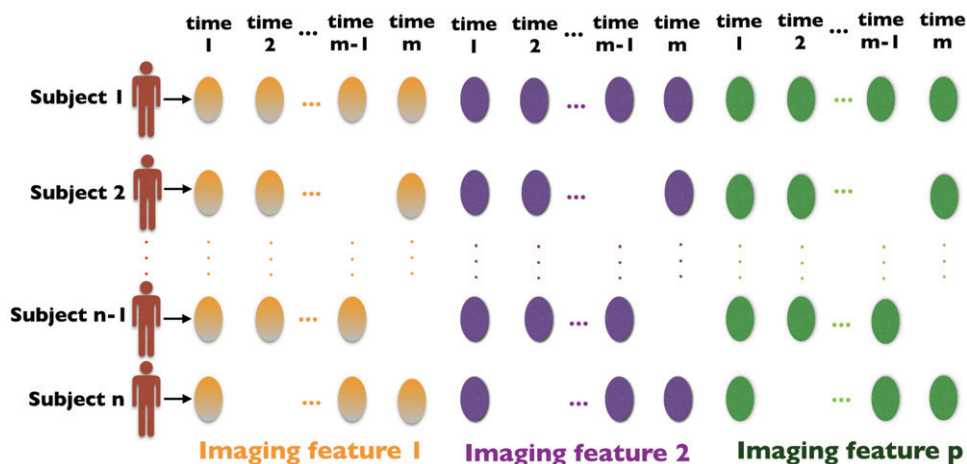 time time ... time time time time ... time time time time ... time time
1 2 m-1 m 1 2 m-1 m 1 2 m-1 m
Subject 1 ... ... ...
Subject 2 ... ... ...
Subject n-1 ... ... ...
Subject n ... ... ...
Imaging feature 1 Imaging feature 2 Imaging feature p